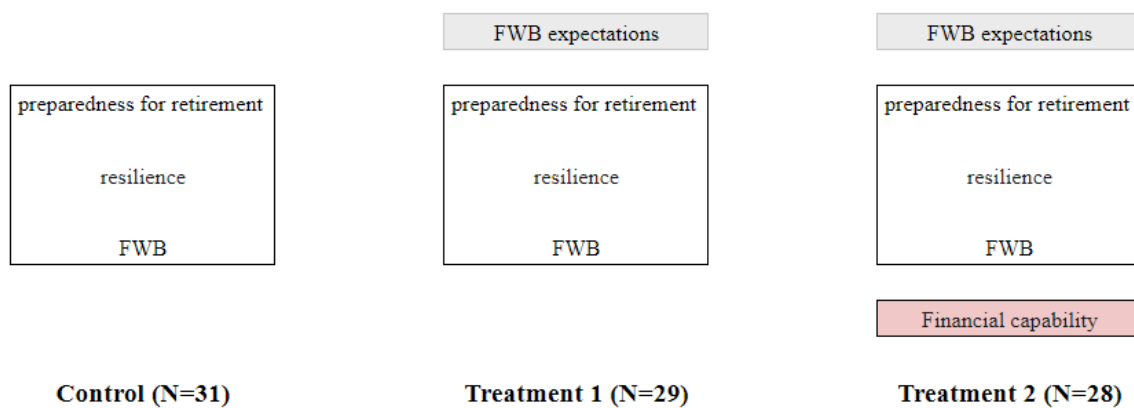 FWB expectations
FWB expectations
preparedness for retirement
preparedness for retirement
preparedness for retirement
resilience
resilience
resilience
FWB
FWB
FWB
Financial capability
Control (N=31)
Treatment 1 (N=29)
Treatment 2 (N=28)